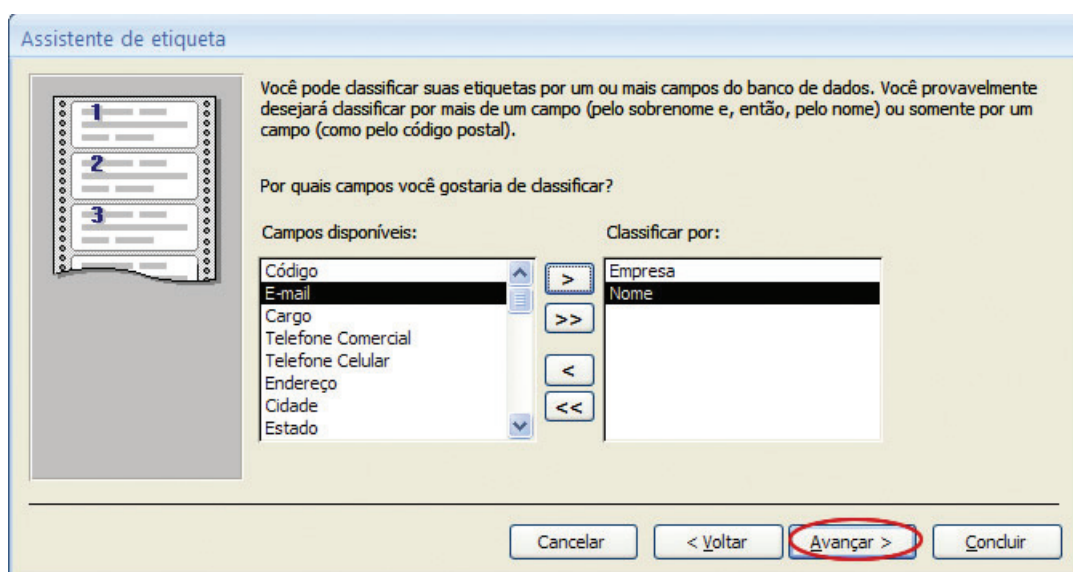 Assistente de etiqueta
1
2
3
Você pode classificar suas etiquetas por um ou mais campos do banco de dados. Você provavelmente
desejará classificar por mais de um campo (pelo sobrenome e, então, pelo nome) ou somente por um
campo (como pelo código postal).
Por quais campos você gostaria de classificar?
Campos disponíveis:
Código
E-mail
Cargo
Telefone Comercial
Telefone Celular
Endereço
Cidade
Estado
>
>>
<
<<
Classificar por:
Empresa
Nome
Cancelar
< Voltar
Avançar >
Concluir